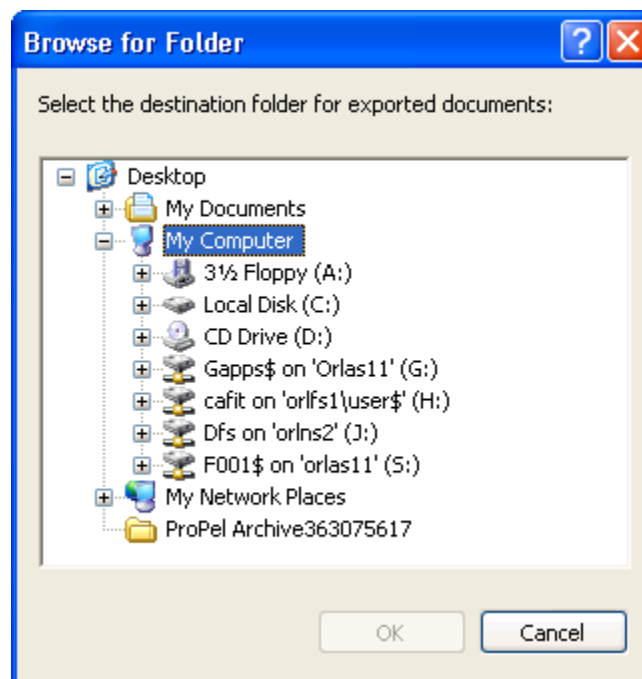 Browse for Folder
Select the destination folder for exported documents:
Desktop
My Documents
My Computer
3½ Floppy (A:)
Local Disk (C:)
CD Drive (D:)
Gapps$ on 'Orlas11' (G:)
cafit on 'orlfs1\user$' (H:)
Dfs on 'orlns2' (J:)
F001$ on 'orlas11' (S:)
My Network Places
ProPel Archive363075617
OK
Cancel